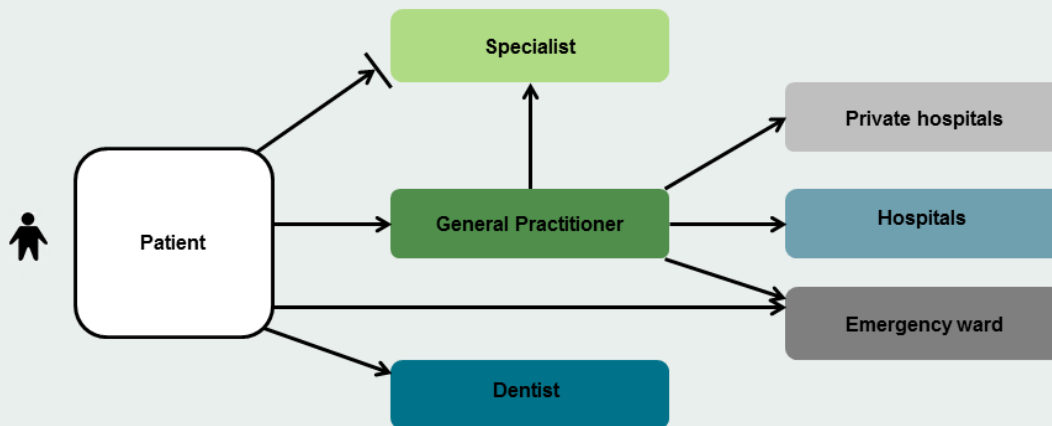 Specialist
Private hospitals
General Practitioner
Hospitals
Patient
Emergency ward
Dentist